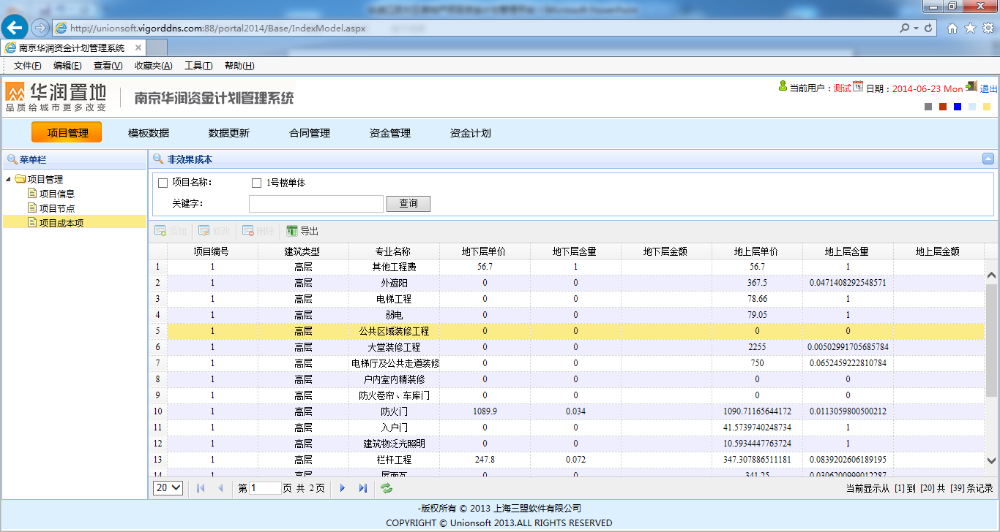 http://unionsoft.vigorddns.com:88/portal2014/Base/IndexModel.aspx
南京华润资金计划管理系统
文件(F) 编辑(E) 查看(V) 收藏夹(A) 工具(T) 帮助(H)
华润置地
品质给城市更多改变
南京华润资金计划管理系统
当前用户：测试 日期：2014-06-23 Mon 退出
项目管理 模板数据 数据更新 合同管理 资金管理 资金计划
菜单栏
项目管理
项目信息
项目节点
项目成本项
非效果成本
项目名称: 1号楼单体
关键字: 查询
添加 修改 删除 导出
项目编号 建筑类型 专业名称 地下层单价 地下层含量 地下层金额 地上层单价 地上层含量 地上层金额
1 1 高层 其他工程费 56.7 1 56.7 1
2 1 高层 外遮阳 0 0 367.5 0.0471408292548571
3 1 高层 电梯工程 0 0 78.66 1
4 1 高层 弱电 0 0 79.05 1
5 1 高层 公共区域装修工程 0 0 0 0
6 1 高层 大堂装修工程 0 0 2255 0.00502991705685784
7 1 高层 电梯厅及公共走道装修 0 0 750 0.0652459222810784
8 1 高层 户内室内精装修 0 0 0 0
9 1 高层 防火卷帘、车库门 0 0 0 0
10 1 高层 防火门 1089.9 0.034 1090.71165644172 0.0113059800500212
11 1 高层 入户门 0 0 41.5739740248734 1
12 1 高层 建筑物泛光照明 0 0 10.5934447763724 1
13 1 高层 栏杆工程 247.8 0.072 347.307886511181 0.0839202606189195
14 1 高层 屋面瓦 0 0 341.25 0.0306200999012287
20 第 1 页 共 2页 当前显示从 [1]到 [20]共 [39]条记录
-版权所有 © 2013 上海三盟软件有限公司
COPYRIGHT © Unionsoft 2013.ALL RIGHTS RESERVED